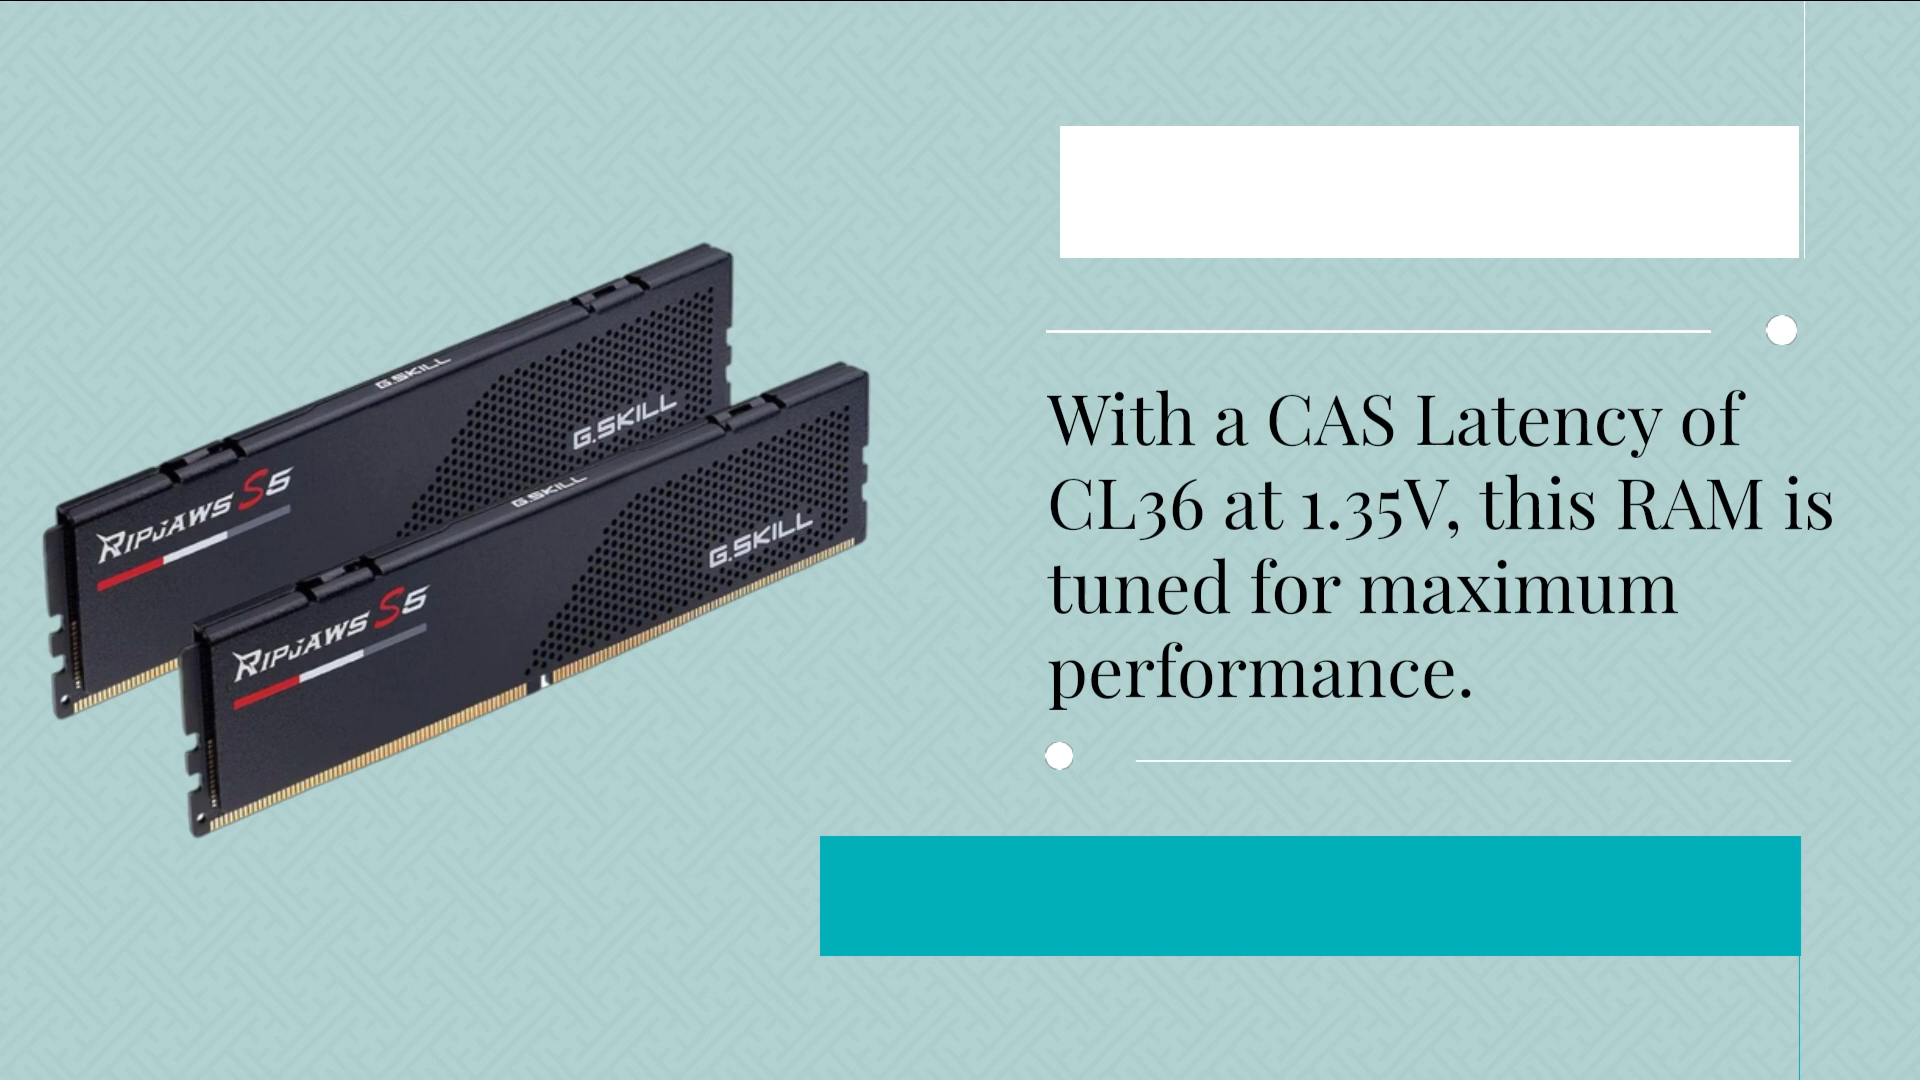 G.SKILL
G.SKILL
RIPJAWS S5
G.SKILL
G.SKILL
RIPJAWS S5
With a CAS Latency of
CL36 at 1.35V, this RAM is
tuned for maximum
performance.